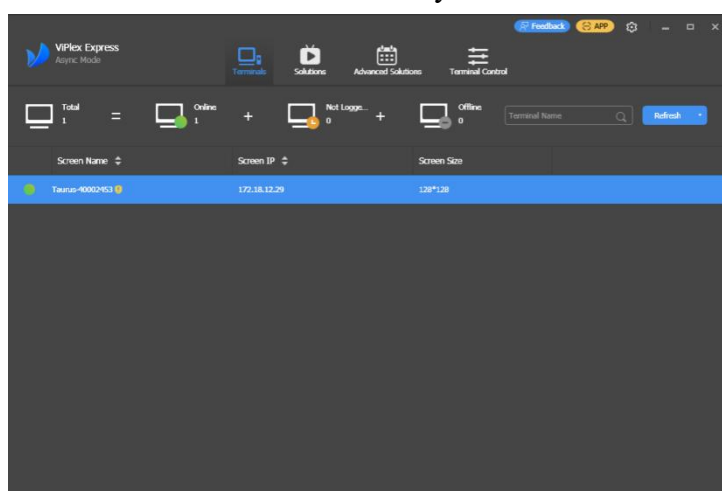 Feedback
APP
ViPlex Express
Async Mode
Terminals
Solutions
Advanced Solutions
Terminal Control
Total
1
=
Online
1
+
Not Logge...
0
+
Offline
0
Terminal Name
Refresh
Screen Name
Screen IP
Screen Size
Taurus-40002453
172.18.12.29
128*128